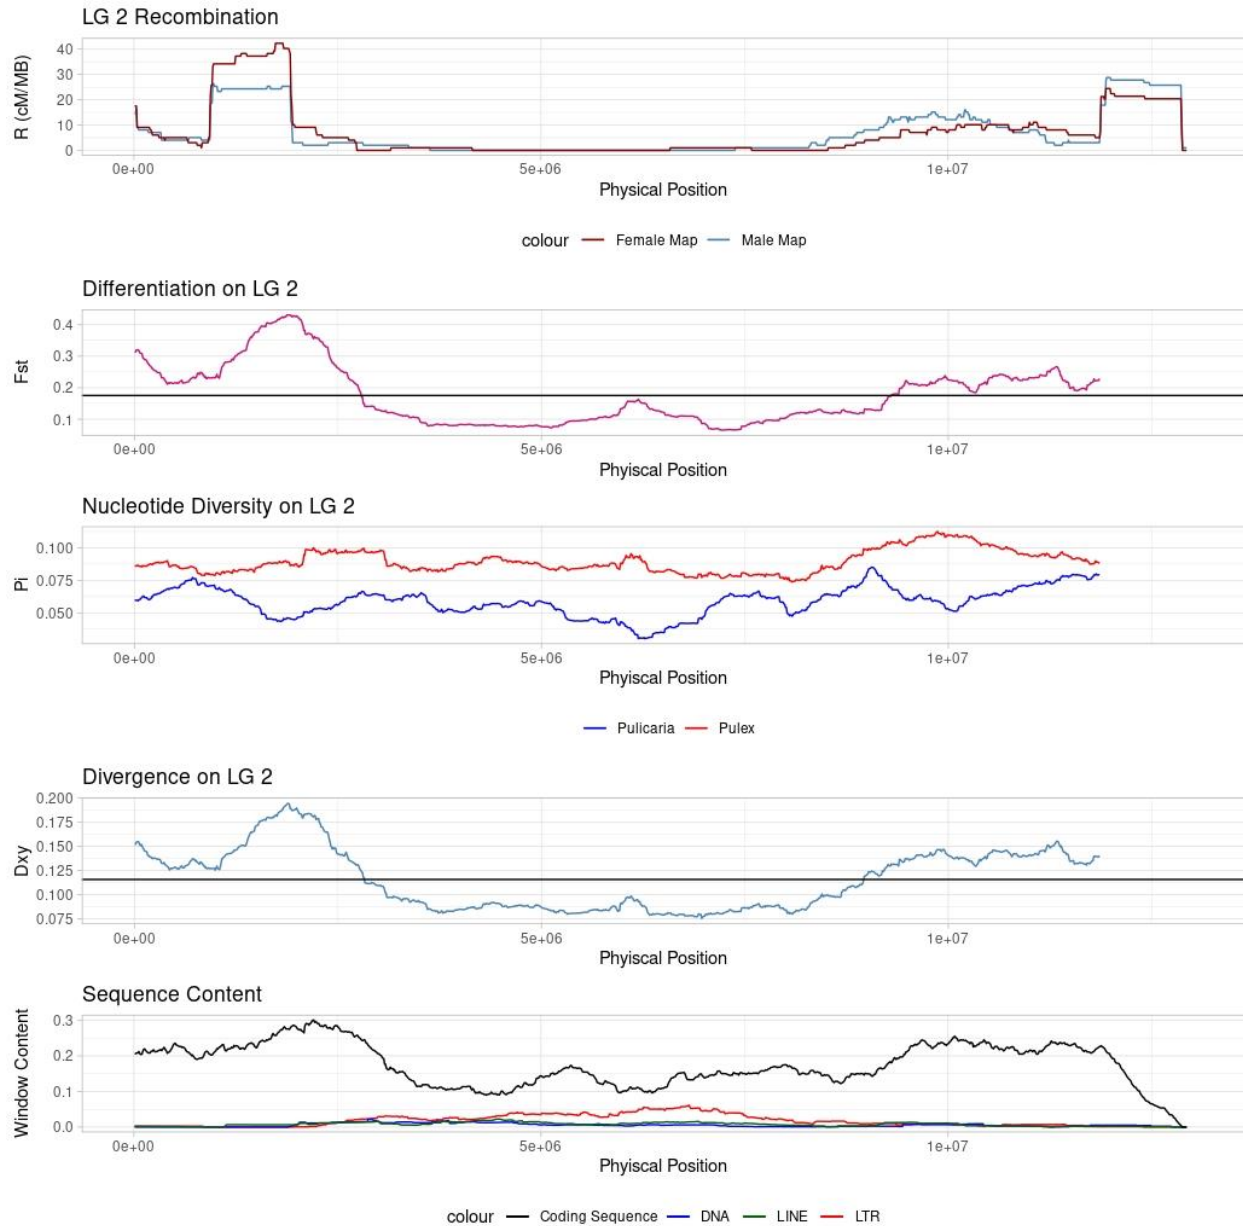 LG 2 Recombination
R (cM/MB)
40
30
20
10
0
0e+00 5e+06 1e+07
Physical Position
colour Female Map Male Map
Differentiation on LG 2
Fst
0.4
0.3
0.2
0.1
0e+00 5e+06 1e+07
Phyiscal Position
Nucleotide Diversity on LG 2
Pi
0.100
0.075
0.050
0e+00 5e+06 1e+07
Phyiscal Position
Pulicaria Pulex
Divergence on LG 2
Dxy
0.200
0.175
0.150
0.125
0.100
0.075
0e+00 5e+06 1e+07
Phyiscal Position
Sequence Content
Window Content
0.3
0.2
0.1
0.0
0e+00 5e+06 1e+07
Phyiscal Position
colour Coding Sequence DNA LINE LTR